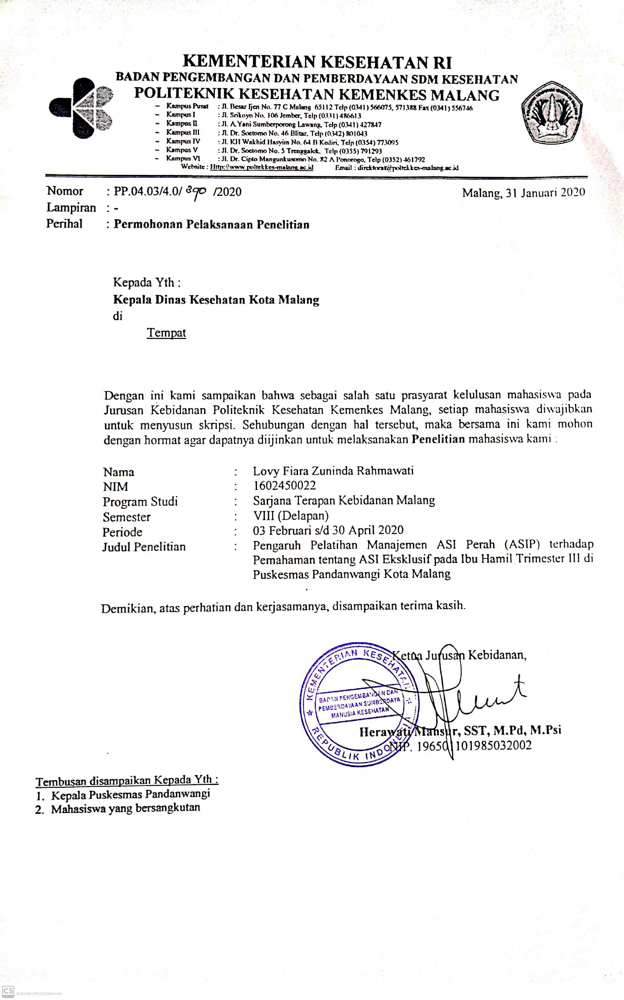 KEMENTERIAN KESEHATAN RI
BADAN PENGEMBANGAN DAN PEMBERDAYAAN SDM KESEHATAN
POLITEKNIK KESEHATAN KEMENKES MALANG
- Kampus Pusat : Jl. Besar Ijen No. 77 C Malang 65112 Telp (0341) 566075, 571388 Fax (0341) 556746
- Kampus I : Jl. Srikoyo No. 106 Jember, Telp (0331) 486613
- Kampus II : Jl. A.Yani Sumberporong Lawang, Telp (0341) 427847
- Kampus III : Jl. Dr. Soetomo No. 46 Blitar, Telp (0342) 801043
- Kampus IV : Jl. KH Wakhid Hasyim No. 64 B Kediri, Telp (0354) 773095
- Kampus V : Jl. Dr. Soetomo No. 5 Trenggalek, Telp (0355) 791293
- Kampus VI : Jl. Dr. Cipto Mangunkusomo No. 82 A Ponorogo, Telp (0352) 461792
Website : Http://www.poltekkes-malang.ac.id Email : direktorat@poltekkes-malang.ac.id
Nomor : PP.04.03/4.0/ 390 /2020 Malang, 31 Januari 2020
Lampiran : -
Perihal : Permohonan Pelaksanaan Penelitian
Kepada Yth :
Kepala Dinas Kesehatan Kota Malang
di
Tempat
Dengan ini kami sampaikan bahwa sebagai salah satu prasyarat kelulusan mahasiswa pada
Jurusan Kebidanan Politeknik Kesehatan Kemenkes Malang, setiap mahasiswa diwajibkan
untuk menyusun skripsi. Sehubungan dengan hal tersebut, maka bersama ini kami mohon
dengan hormat agar dapatnya diijinkan untuk melaksanakan Penelitian mahasiswa kami :
Nama : Lovy Fiara Zuninda Rahmawati
NIM : 1602450022
Program Studi : Sarjana Terapan Kebidanan Malang
Semester : VIII (Delapan)
Periode : 03 Februari s/d 30 April 2020
Judul Penelitian : Pengaruh Pelatihan Manajemen ASI Perah (ASIP) terhadap
Pemahaman tentang ASI Eksklusif pada Ibu Hamil Trimester III di
Puskesmas Pandanwangi Kota Malang
Demikian, atas perhatian dan kerjasamanya, disampaikan terima kasih.
Ketua Jurusan Kebidanan,
KEMENTERIAN KESEHATAN
BADAN PENGEMBANGAN DAN
PEMBERDAYAAN SUMBERDAYA
MANUSIA KESEHATAN
REPUBLIK INDONESIA
Herawati Mansur, SST, M.Pd, M.Psi
NIP. 196501101985032002
Tembusan disampaikan Kepada Yth :
1. Kepala Puskesmas Pandanwangi
2. Mahasiswa yang bersangkutan
CS Scanned with CamScanner